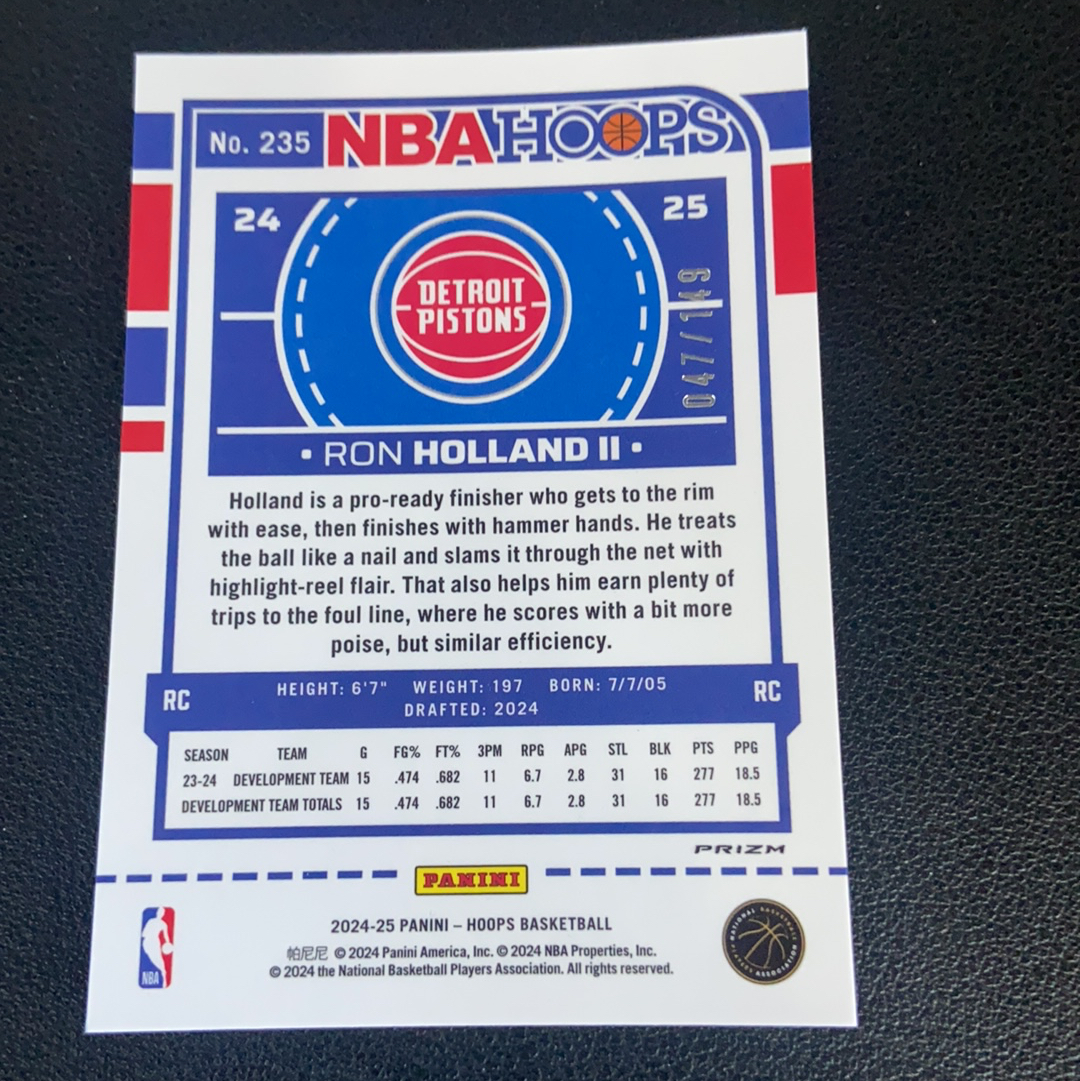 No. 235 NBA HOOPS
24 25
DETROIT
PISTONS
047/149
• RON HOLLAND II •
Holland is a pro-ready finisher who gets to the rim
with ease, then finishes with hammer hands. He treats
the ball like a nail and slams it through the net with
highlight-reel flair. That also helps him earn plenty of
trips to the foul line, where he scores with a bit more
poise, but similar efficiency.
RC HEIGHT: 6'7" WEIGHT: 197 BORN: 7/7/05 RC
DRAFTED: 2024
SEASON TEAM G FG% FT% 3PM RPG APG STL BLK PTS PPG
23-24 DEVELOPMENT TEAM 15 .474 .682 11 6.7 2.8 31 16 277 18.5
DEVELOPMENT TEAM TOTALS 15 .474 .682 11 6.7 2.8 31 16 277 18.5
PRIZM
PANINI
2024-25 PANINI – HOOPS BASKETBALL
帕尼尼 © 2024 Panini America, Inc. © 2024 NBA Properties, Inc.
© 2024 the National Basketball Players Association. All rights reserved.
NBA
NATIONAL BASKETBALL PLAYERS ASSOCIATION